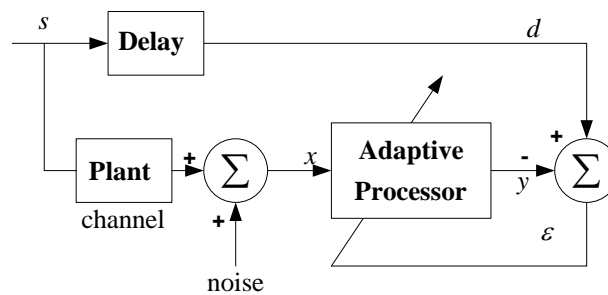 s
Delay
d
+
Plant
channel
+
Σ
+
noise
x
Adaptive
Processor
-
y
Σ
ε